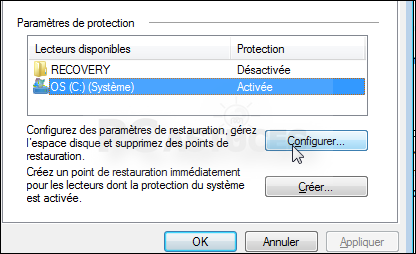 Paramètres de protection
Lecteurs disponibles Protection
RECOVERY Désactivée
OS (C:) (Système) Activée
Configurez des paramètres de restauration, gérez
l'espace disque et supprimez des points de
restauration.
Configurer...
Créez un point de restauration immédiatement
pour les lecteurs dont la protection du système
est activée.
Créer...
OK Annuler Appliquer